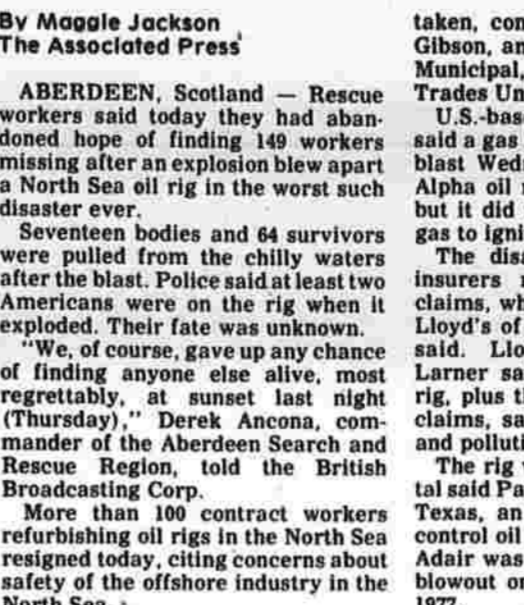 By Maggie Jackson
The Associated Press
ABERDEEN, Scotland — Rescue
workers said today they had aban-
doned hope of finding 149 workers
missing after an explosion blew apart
a North Sea oil rig in the worst such
disaster ever.
Seventeen bodies and 64 survivors
were pulled from the chilly waters
after the blast. Police said at least two
Americans were on the rig when it
exploded. Their fate was unknown.
"We, of course, gave up any chance
of finding anyone else alive, most
regrettably, at sunset last night
(Thursday)," Derek Ancona, com-
mander of the Aberdeen Search and
Rescue Region, told the British
Broadcasting Corp.
More than 100 contract workers
refurbishing oil rigs in the North Sea
resigned today, citing concerns about
safety of the offshore industry in the
North Sea
taken, con
Gibson, an
Municipal,
Trades Un
U.S.-bas
said a gas
blast Wed
Alpha oil
but it did
gas to igni
The disa
insurers
claims, wh
Lloyd's of
said. Llo
Larner sa
rig, plus t
claims, sa
and polluti
The rig
tal said Pa
Texas, an
control oil
Adair was
blowout on
1977